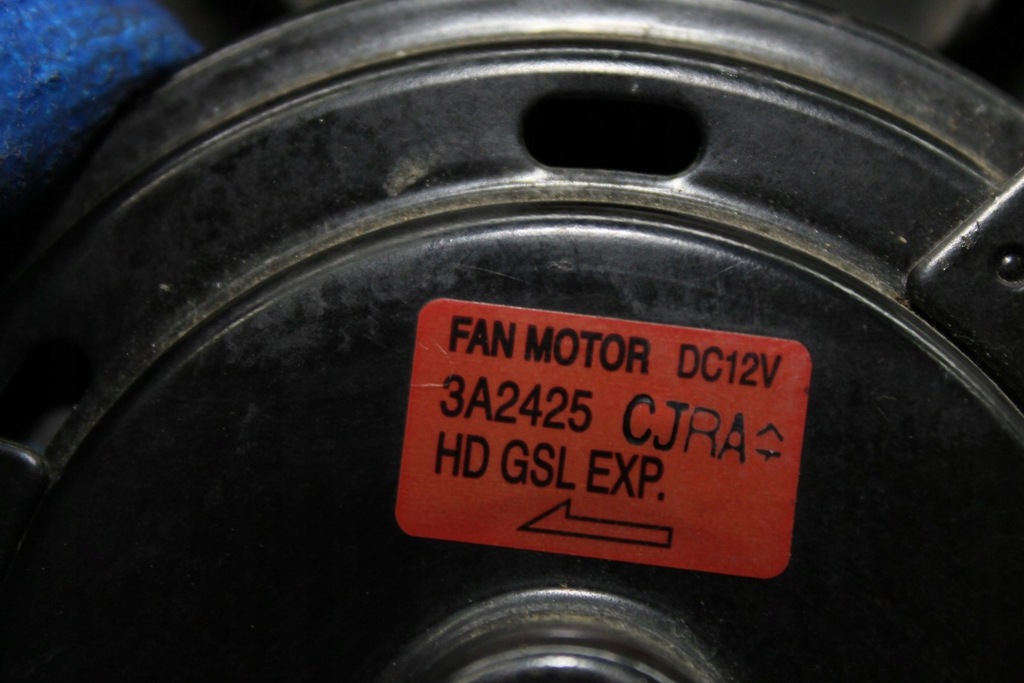 FAN MOTOR DC12V
3A2425 CJRA
HD GSL EXP.